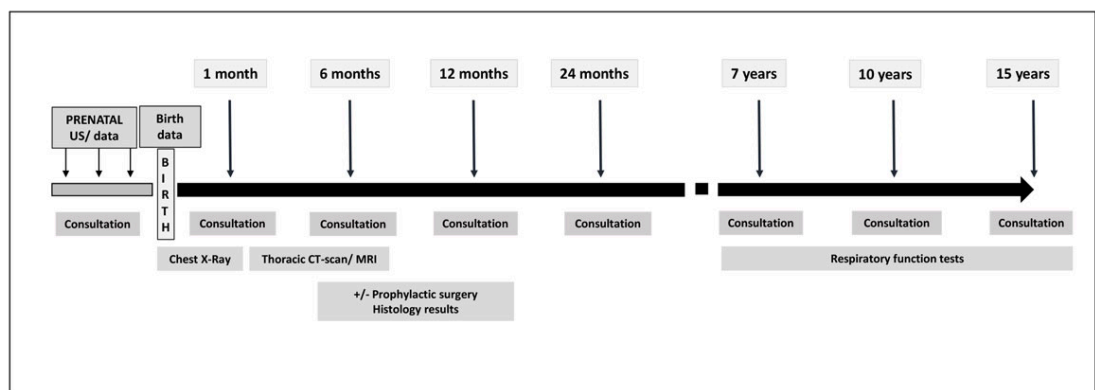 1 month
6 months
12 months
24 months
7 years
10 years
15 years
PRENATAL
US/ data
Birth
data
B
I
R
T
H
Consultation
Consultation
Consultation
Consultation
Consultation
Consultation
Consultation
Consultation
Chest X-Ray
Thoracic CT-scan/ MRI
Respiratory function tests
+/- Prophylactic surgery
Histology results